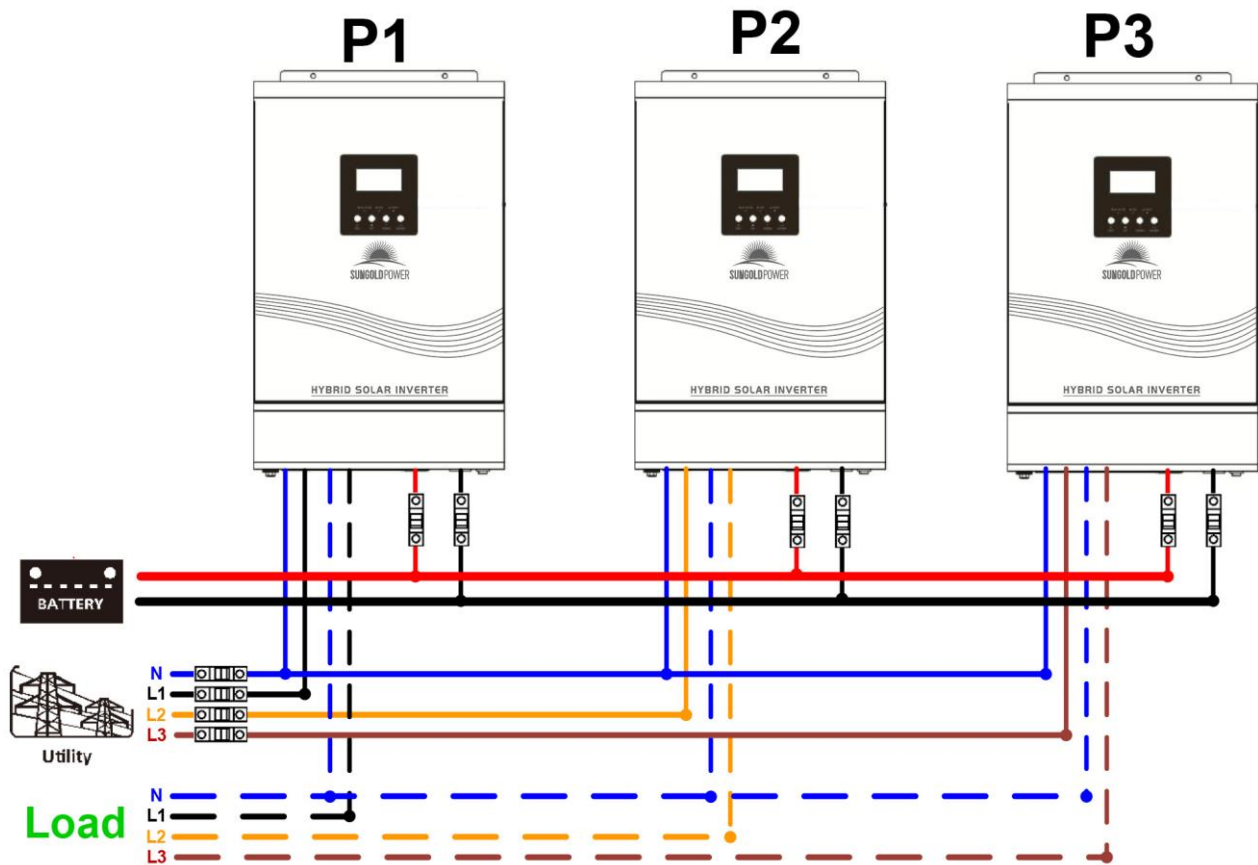 P1
P2
P3
SUNGOLDPOWER
SUNGOLDPOWER
SUNGOLDPOWER
HYBRID SOLAR INVERTER
HYBRID SOLAR INVERTER
HYBRID SOLAR INVERTER
BATTERY
N
L1
L2
L3
Utility
Load
N
L1
L2
L3